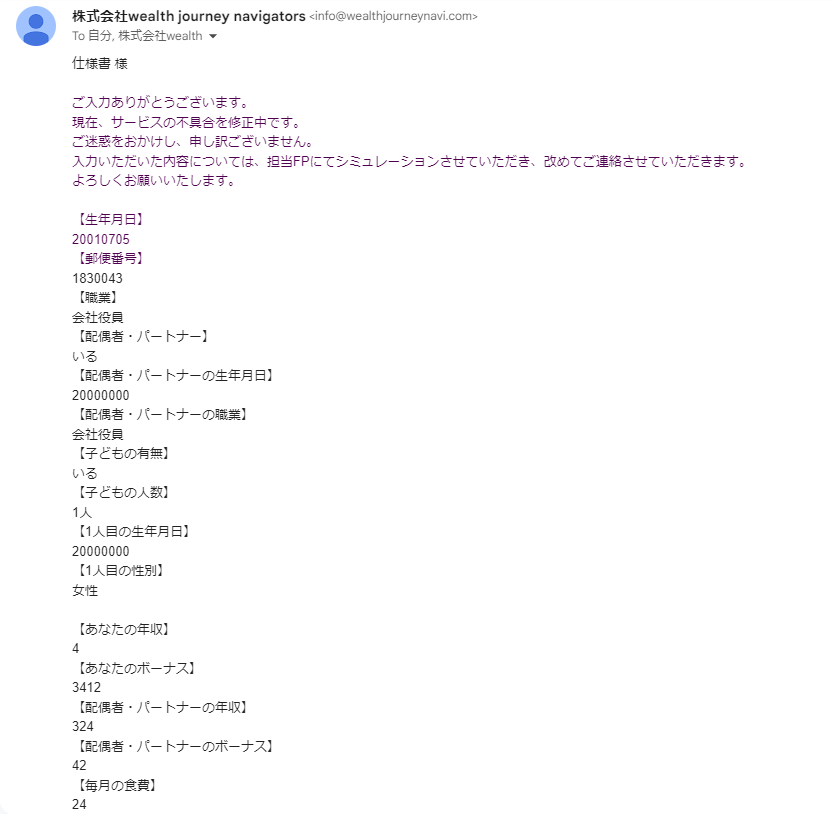 株式会社wealth journey navigators <info@wealthjourneynavi.com>
To 自分, 株式会社wealth
仕様書 様
ご入力ありがとうございます。
現在、サービスの不具合を修正中です。
ご迷惑をおかけし、申し訳ございません。
入力いただいた内容については、担当FPにてシミュレーションさせていただき、改めてご連絡させていただきます。
よろしくお願いいたします。
【生年月日】
20010705
【郵便番号】
1830043
【職業】
会社役員
【配偶者・パートナー】
いる
【配偶者・パートナーの生年月日】
20000000
【配偶者・パートナーの職業】
会社役員
【子どもの有無】
いる
【子どもの人数】
1人
【1人目の生年月日】
20000000
【1人目の性別】
女性
【あなたの年収】
4
【あなたのボーナス】
3412
【配偶者・パートナーの年収】
324
【配偶者・パートナーのボーナス】
42
【毎月の食費】
24